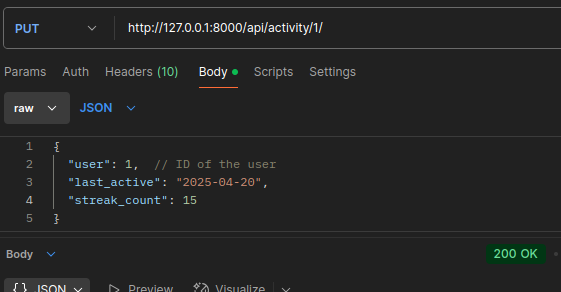 PUT http://127.0.0.1:8000/api/activity/1/
Params Auth Headers (10) Body Scripts Settings
raw JSON
1 {
2 "user": 1, // ID of the user
3 "last_active": "2025-04-20",
4 "streak_count": 15
5 }
Body 200 OK
{} JSON Preview Visualize